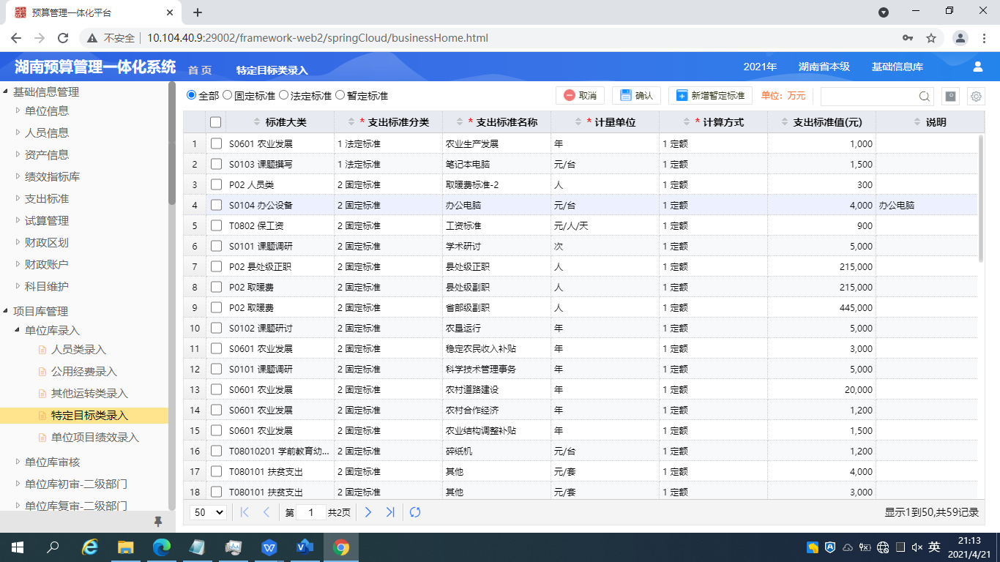 预算管理一体化平台
不安全 10.104.40.9:29002/framework-web2/springCloud/businessHome.html
湖南预算管理一体化系统 首页 特定目标类录入 2021年 湖南省本级 基础信息库
基础信息管理
单位信息
人员信息
资产信息
绩效指标库
支出标准
试算管理
财政区划
财政账户
科目维护
项目库管理
单位库录入
人员类录入
公用经费录入
其他运转类录入
特定目标类录入
单位项目绩效录入
单位库审核
单位库初审-二级部门
单位库复审-二级部门
全部 固定标准 法定标准 暂定标准 取消 确认 新增暂定标准 单位：万元
标准大类 * 支出标准分类 * 支出标准名称 * 计量单位 * 计算方式 支出标准值(元) 说明
1 S0601 农业发展 1 法定标准 农业生产发展 年 1 定额 1,000
2 S0103 课题撰写 1 法定标准 笔记本电脑 元/台 1 定额 1,500
3 P02 人员类 2 固定标准 取暖费标准-2 人 1 定额 300
4 S0104 办公设备 2 固定标准 办公电脑 元/台 1 定额 4,000 办公电脑
5 T0802 保工资 2 固定标准 工资标准 元/人/天 1 定额 900
6 S0101 课题调研 2 固定标准 学术研讨 次 1 定额 5,000
7 P02 县处级正职 2 固定标准 县处级正职 人 1 定额 215,000
8 P02 取暖费 2 固定标准 县处级副职 人 1 定额 215,000
9 P02 取暖费 2 固定标准 省部级副职 人 1 定额 445,000
10 S0102 课题研讨 2 固定标准 农垦运行 年 1 定额 5,000
11 S0601 农业发展 2 固定标准 稳定农民收入补贴 年 1 定额 3,000
12 S0101 课题调研 2 固定标准 科学技术管理事务 年 1 定额 5,000
13 S0601 农业发展 2 固定标准 农村道路建设 年 1 定额 20,000
14 S0601 农业发展 2 固定标准 农村合作经济 年 1 定额 1,200
15 S0601 农业发展 2 固定标准 农业结构调整补贴 年 1 定额 1,500
16 T08010201 学前教育幼... 2 固定标准 碎纸机 元/台 1 定额 1,200
17 T080101 扶贫支出 2 固定标准 其他 元/套 1 定额 4,000
18 T080101 扶贫支出 2 固定标准 其他 元/套 1 定额 3,000
50 第 1 共2页 显示1到50,共59记录
英 21:13
2021/4/21